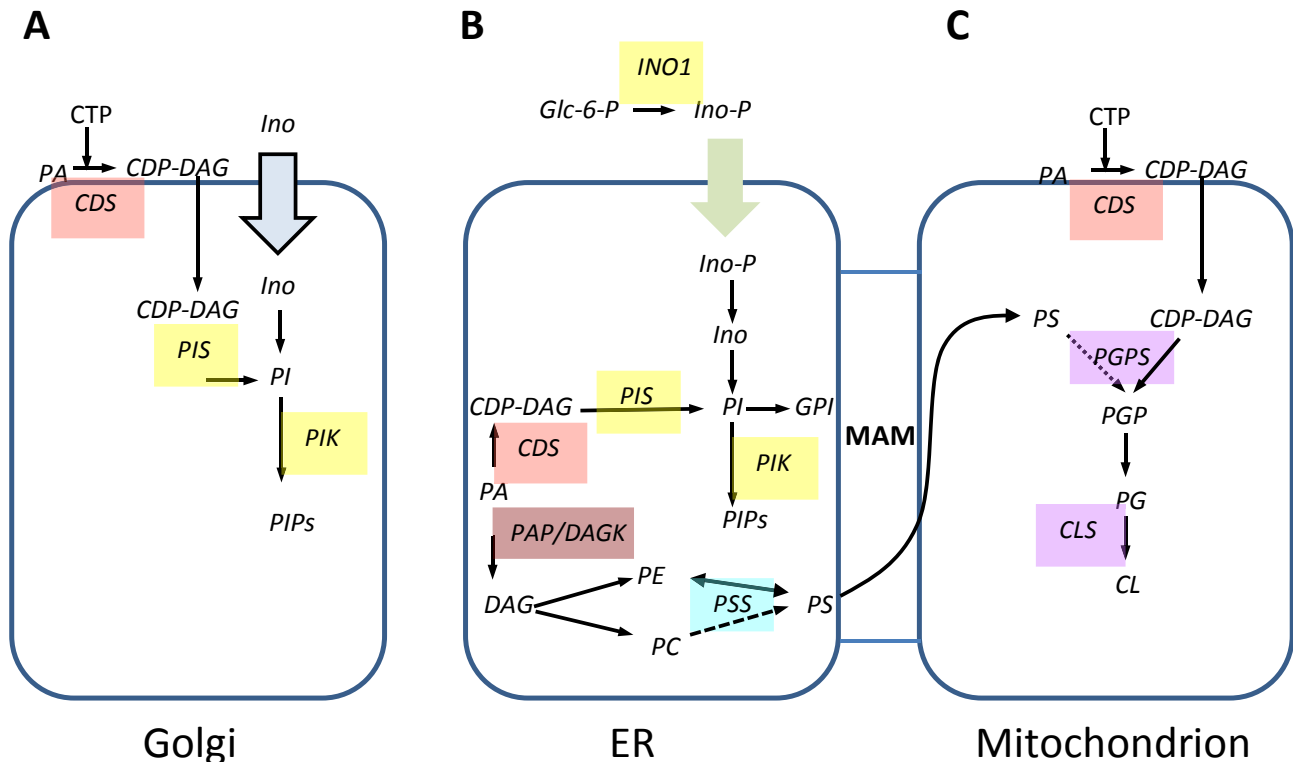 A
CTP
Ino
PA
CDP-DAG
CDS
Ino
CDP-DAG
PIS
PI
PIK
PIPs
Golgi
B
INO1
Glc-6-P
Ino-P
Ino-P
Ino
CDP-DAG
PIS
PI
GPI
CDS
PIK
PA
PIPs
PAP/DAGK
PE
DAG
PSS
PS
PC
ER
MAM
C
CTP
PA
CDP-DAG
CDS
PS
CDP-DAG
PGPS
PGP
PG
CLS
CL
Mitochondrion